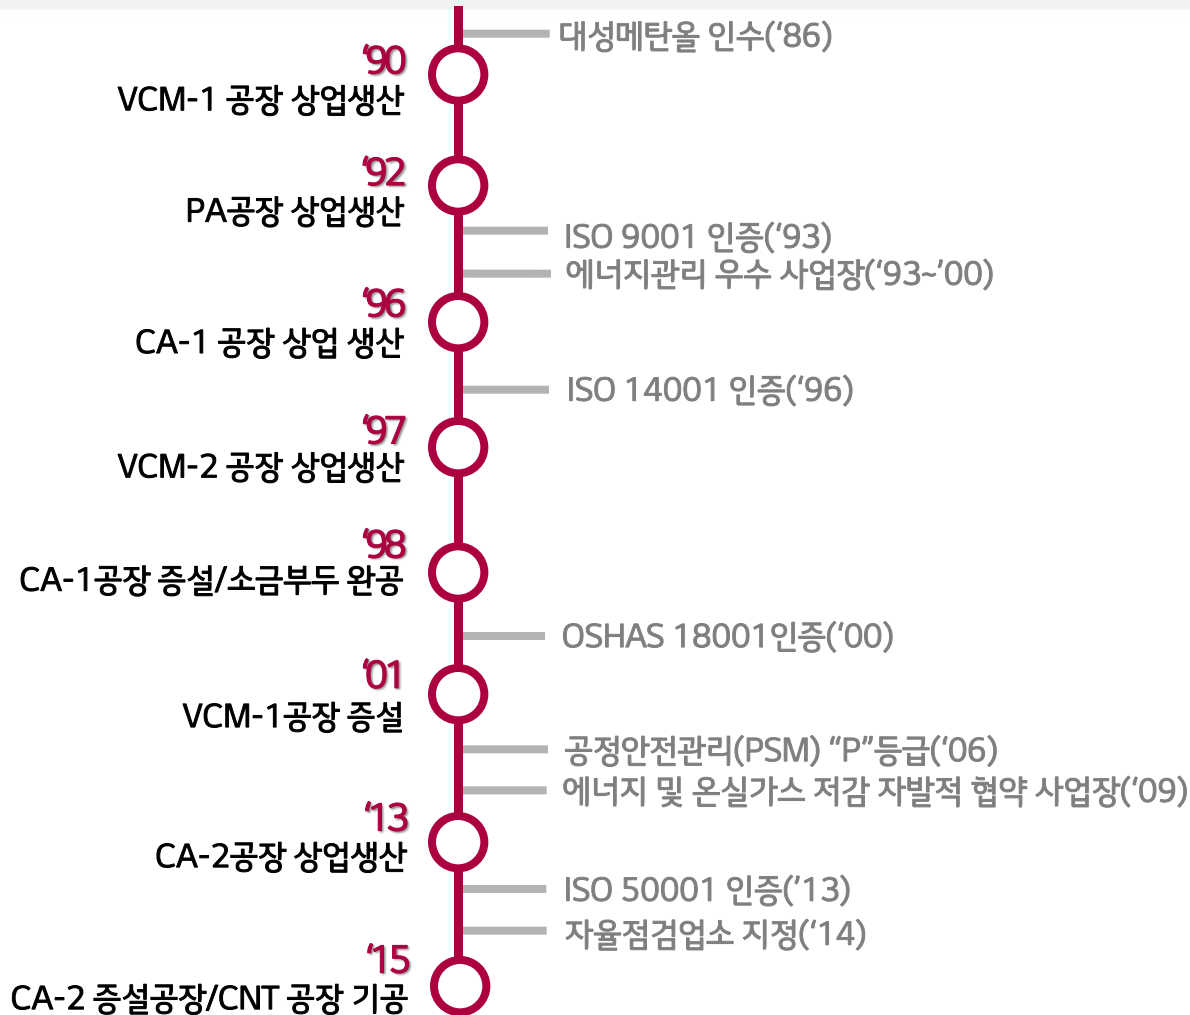 대성메탄올 인수(‘86)
‘90
VCM-1 공장 상업생산
‘92
PA공장 상업생산
ISO 9001 인증(‘93)
에너지관리 우수 사업장(‘93~’00)
‘96
CA-1 공장 상업 생산
ISO 14001 인증(‘96)
‘97
VCM-2 공장 상업생산
‘98
CA-1공장 증설/소금부두 완공
OSHAS 18001인증(‘00)
‘01
VCM-1공장 증설
공정안전관리(PSM) “P”등급(‘06)
에너지 및 온실가스 저감 자발적 협약 사업장(‘09)
‘13
CA-2공장 상업생산
ISO 50001 인증(’13)
자율점검업소 지정(‘14)
‘15
CA-2 증설공장/CNT 공장 기공